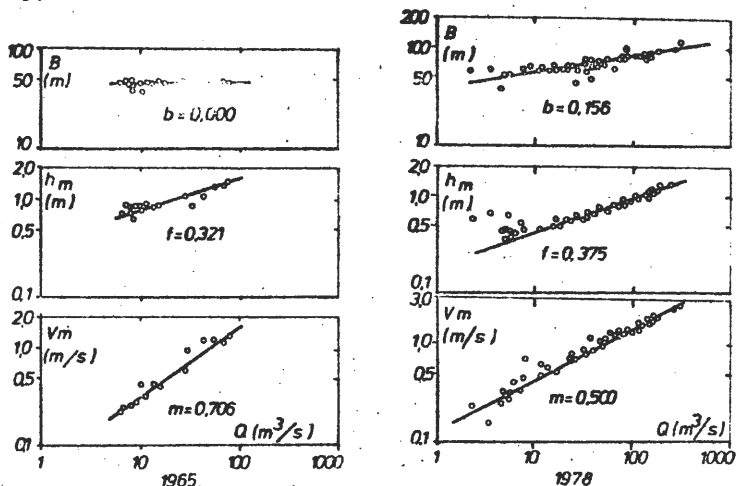 100
B
(m)
50
10
b=0,000
2.0
hm
(m)
1.0
0,5
0,1
f=0,321
2.0
Vm
1,0
(m/s)
0,5
0,1
m=0,706
Q (m³/s)
1 10 100 1000
1965
200
B
100
(m)
50
10
b=0,156
2.0
hm
1.0
(m)
0.5
0,1
f=0,375
3,0
Vm
(m/s)
1.0
0,5
0,1
m=0,500
Q (m³/s)
1 10 100 1000
1978